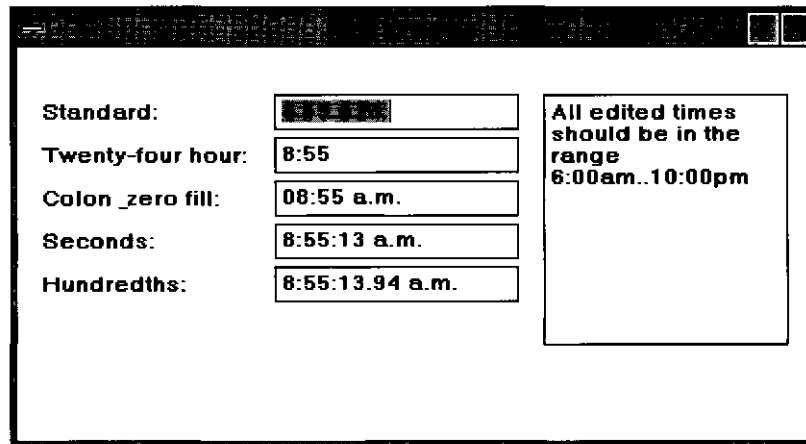 Standard:
Twenty-four hour: 8:55
Colon _zero fill: 08:55 a.m.
Seconds: 8:55:13 a.m.
Hundredths: 8:55:13.94 a.m.
All edited times
should be in the
range
6:00am..10:00pm